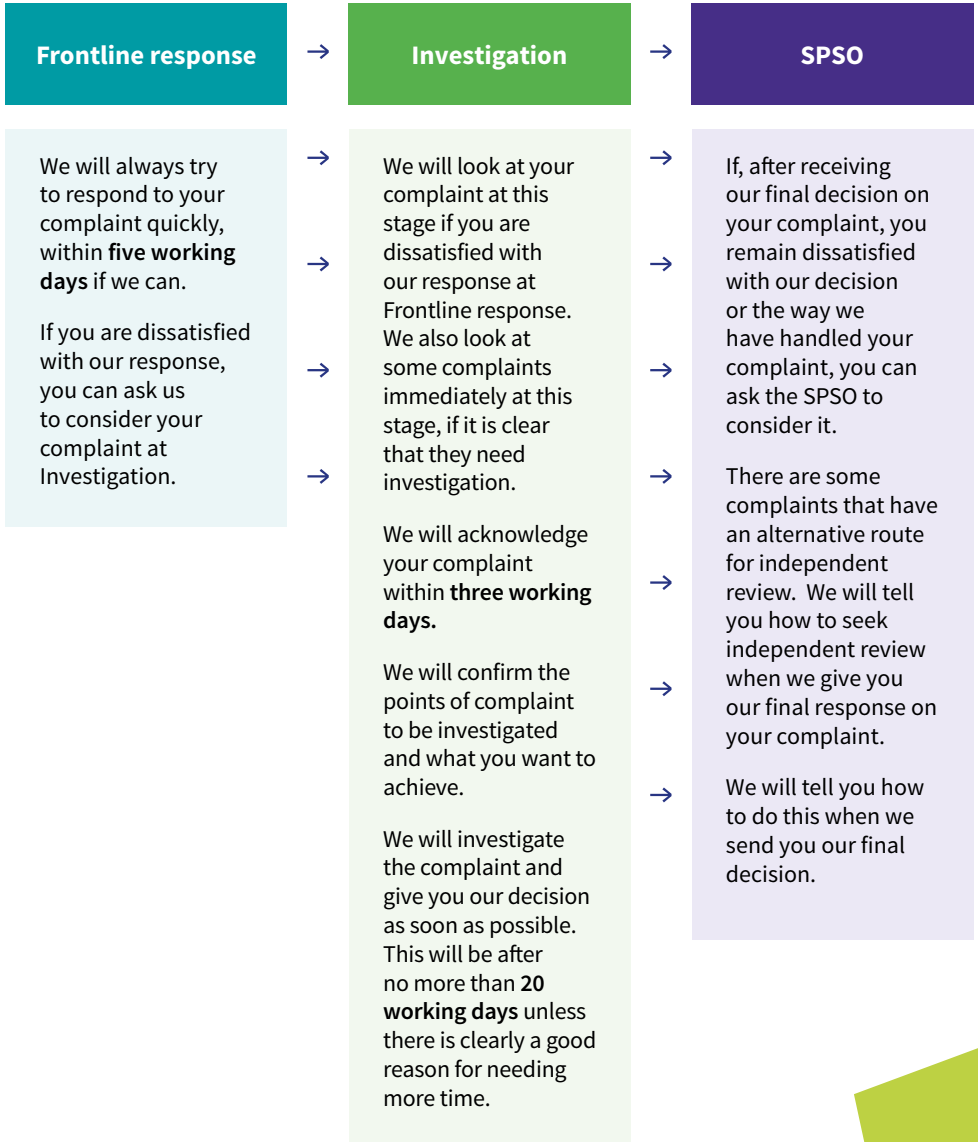 Frontline response
→
Investigation
→
SPSO
We will always try
to respond to your
complaint quickly,
within five working
days if we can.
If you are dissatisfied
with our response,
you can ask us
to consider your
complaint at
Investigation.
We will look at your
complaint at this
stage if you are
dissatisfied with
our response at
Frontline response.
We also look at
some complaints
immediately at this
stage, if it is clear
that they need
investigation.
We will acknowledge
your complaint
within three working
days.
We will confirm the
points of complaint
to be investigated
and what you want to
achieve.
We will investigate
the complaint and
give you our decision
as soon as possible.
This will be after
no more than 20
working days unless
there is clearly a good
reason for needing
more time.
If, after receiving
our final decision on
your complaint, you
remain dissatisfied
with our decision
or the way we
have handled your
complaint, you can
ask the SPSO to
consider it.
There are some
complaints that have
an alternative route
for independent
review.  We will tell
you how to seek
independent review
when we give you
our final response on
your complaint.
We will tell you how
to do this when we
send you our final
decision.